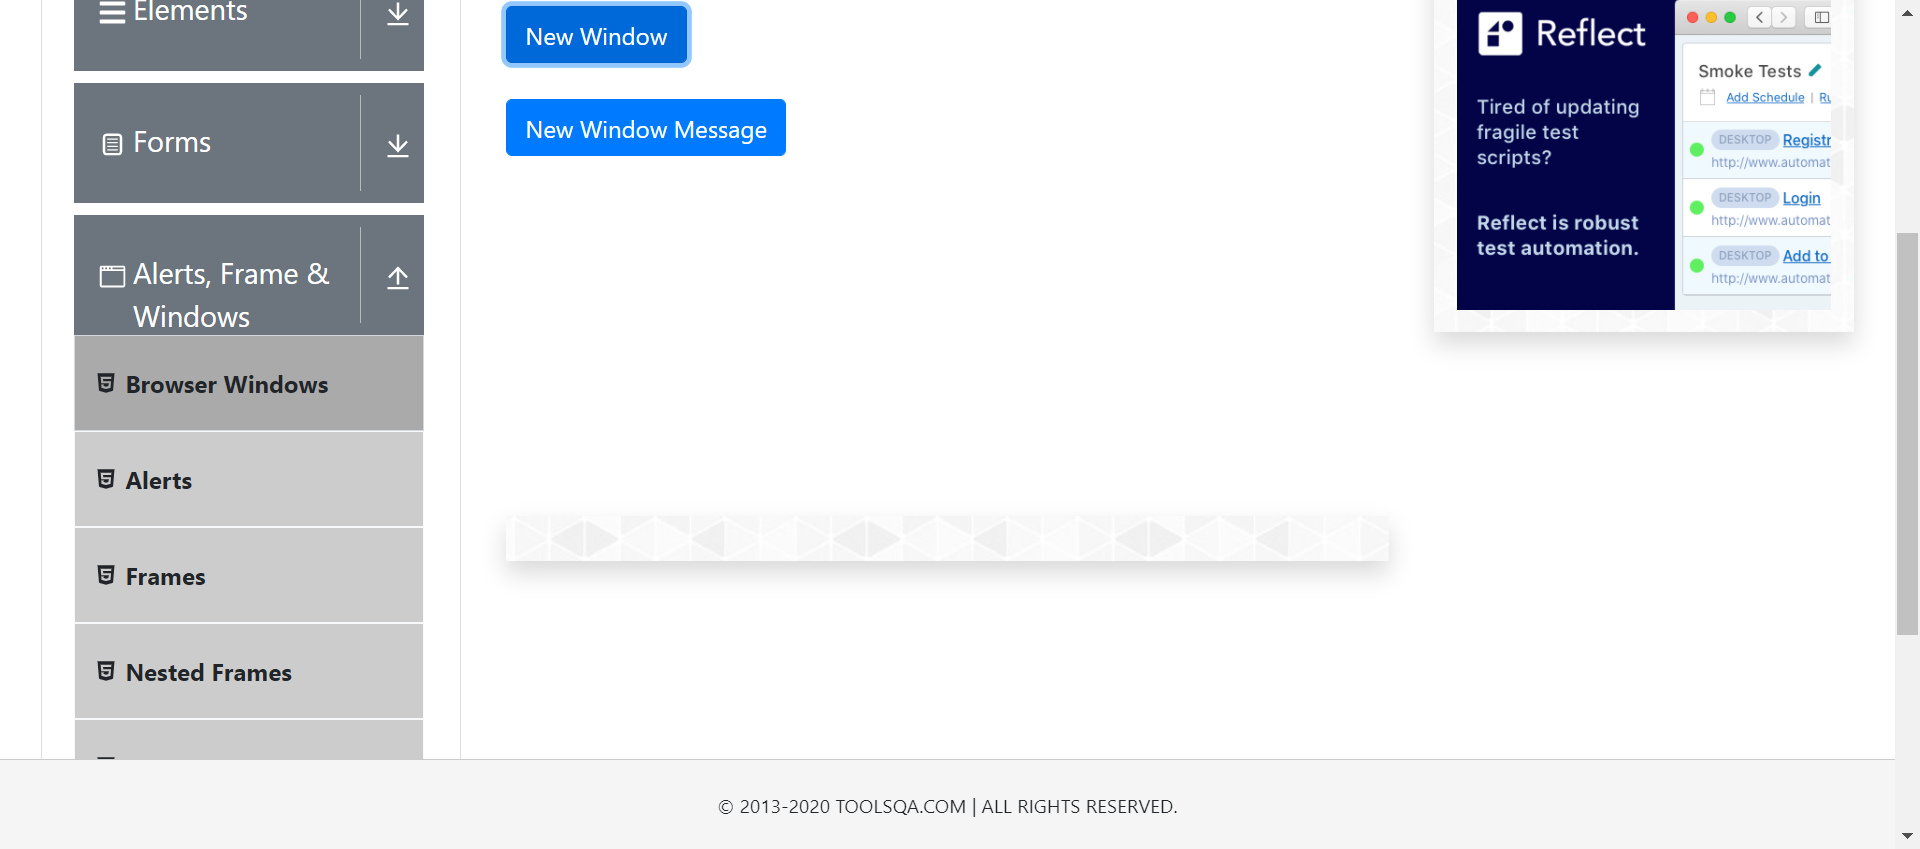 Elements
Forms
Alerts, Frame &
Windows
Browser Windows
Alerts
Frames
Nested Frames
New Window
New Window Message
Reflect
Tired of updating
fragile test
scripts?
Reflect is robust
test automation.
Smoke Tests
Add Schedule | Ru
DESKTOP Registr
http://www.automat
DESKTOP Login
http://www.automat
DESKTOP Add to
http://www.automat
© 2013-2020 TOOLSQA.COM | ALL RIGHTS RESERVED.